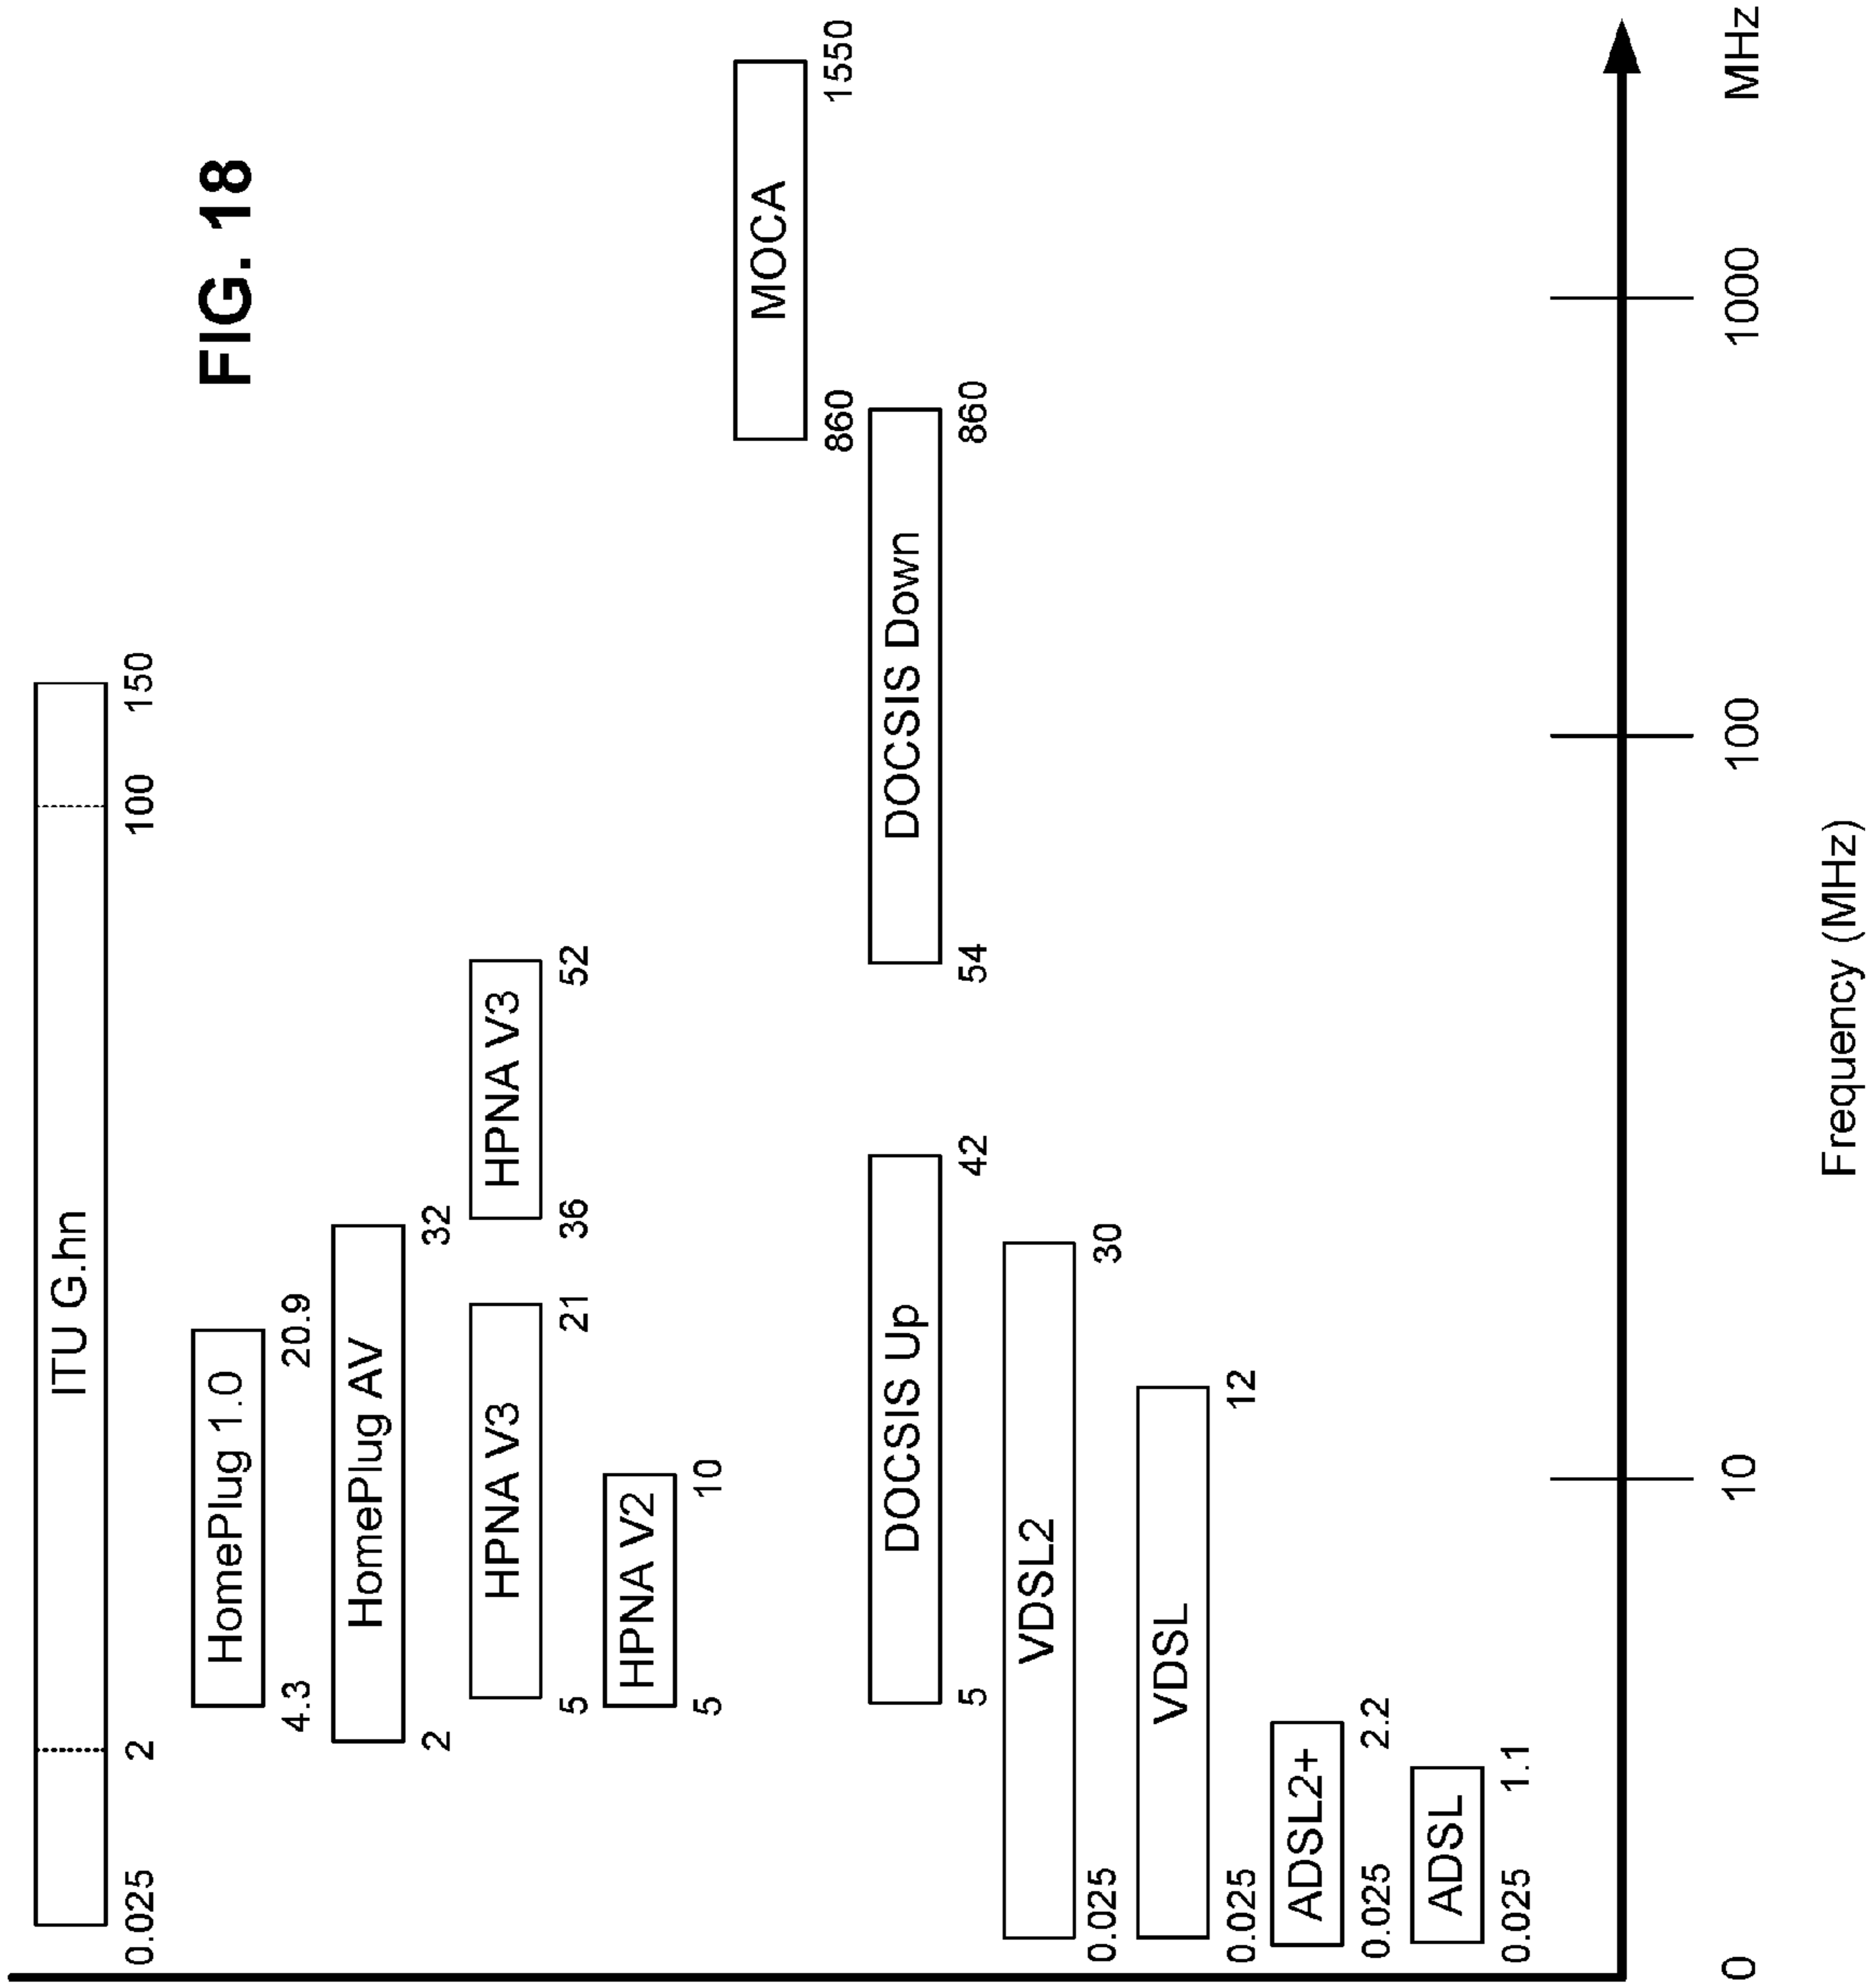 FIG. 18
ITU G.hn
0.025 2 100 150
HomePlug 1.0
4.3 20.9
HomePlug AV
2 32
HPNA V3 HPNA V3
5 21 36 52
HPNA V2
5 10
MOCA
860 1550
DOCSIS Up DOCSIS Down
5 42 54 860
VDSL2
0.025 30
VDSL
0.025 12
ADSL2+
0.025 2.2
ADSL
0.025 1.1
0 10 100 1000 MHz
Frequency (MHz)